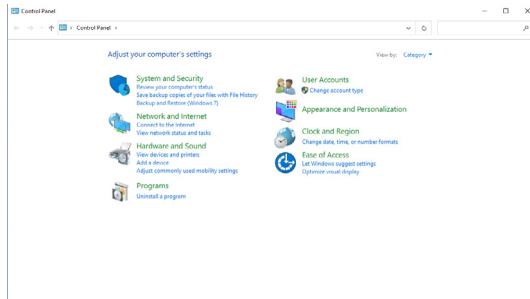 Control Panel
Control Panel
Adjust your computer's settings
View by: Category
System and Security
Review your computer's status
Save backup copies of your files with File History
Backup and Restore (Windows 7)
Network and Internet
Connect to the Internet
View network status and tasks
Hardware and Sound
View devices and printers
Add a device
Adjust commonly used mobility settings
Programs
Uninstall a program
User Accounts
Change account type
Appearance and Personalization
Clock and Region
Change date, time, or number formats
Ease of Access
Let Windows suggest settings
Optimize visual display